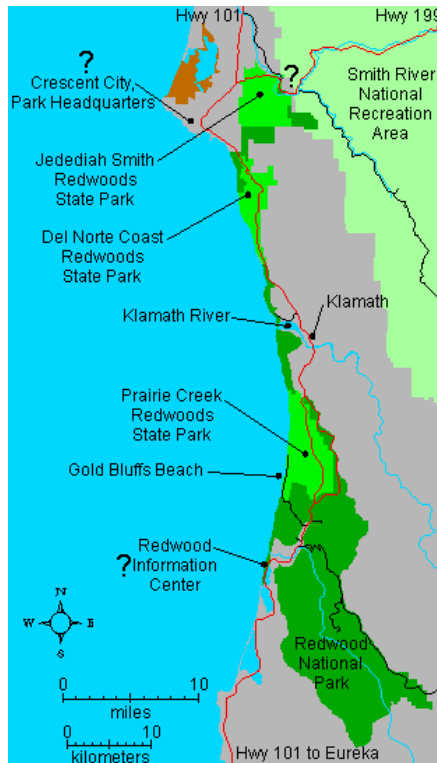 Hwy 101
Hwy 199
?
Crescent City,
Park Headquarters
?
Smith River
National
Recreation
Area
Jedediah Smith
Redwoods
State Park
Del Norte Coast
Redwoods
State Park
Klamath River
Klamath
Prairie Creek
Redwoods
State Park
Gold Bluffs Beach
?
Redwood
Information
Center
N
W
E
S
Redwood
National
Park
0
10
miles
0
10
kilometers
Hwy 101 to Eureka